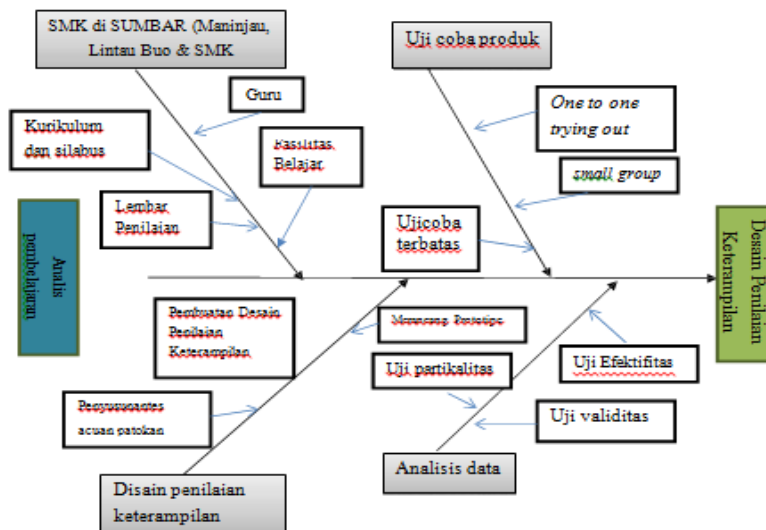 SMK di SUMBAR (Maninjau,
Lintau Buo & SMK
Uji coba produk
Guru
One to one
trying out
Kurikulum
dan silabus
Fasilitas
Belajar
small group
Lembar
Penilaian
Ujicoba
terbatas
Analis
pembelajaran
Desain Penilaian
Keterampilan
Pembuatan Desain
Penilaian
Keterampilan
Merancang Prototipe
Uji partikalitas
Uji Efektifitas
Penyusunantes
acuan patokan
Uji validitas
Analisis data
Disain penilaian
keterampilan